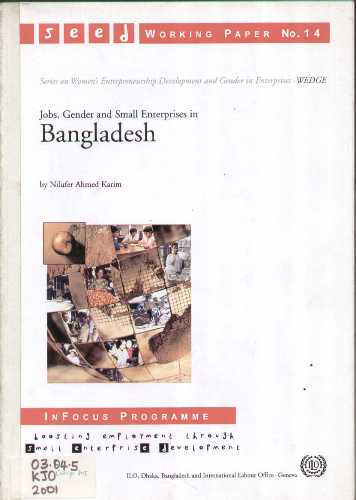 seed WORKING PAPER No. 14
Series on Women's Entrepreneurship Development and Gender in Enterprises -WEDGE
Jobs, Gender and Small Enterprises in
Bangladesh
by Nilufer Ahmed Karim
INFOCUS PROGRAMME
boosting employment through
small enterprise development
03.04.5
KJO
2001
ILO, Dhaka, Bangladesh and International Labour Office - Geneva
ILO